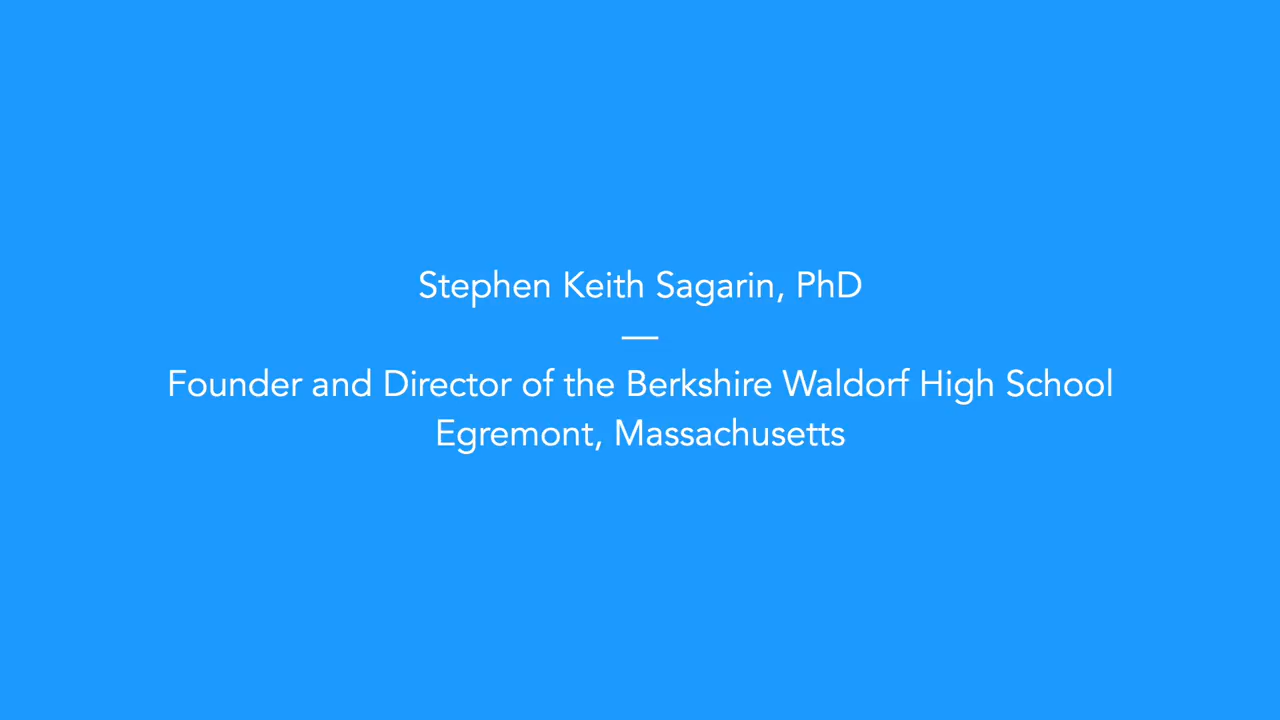 Stephen Keith Sagarin, PhD
—
Founder and Director of the Berkshire Waldorf High School
Egremont, Massachusetts